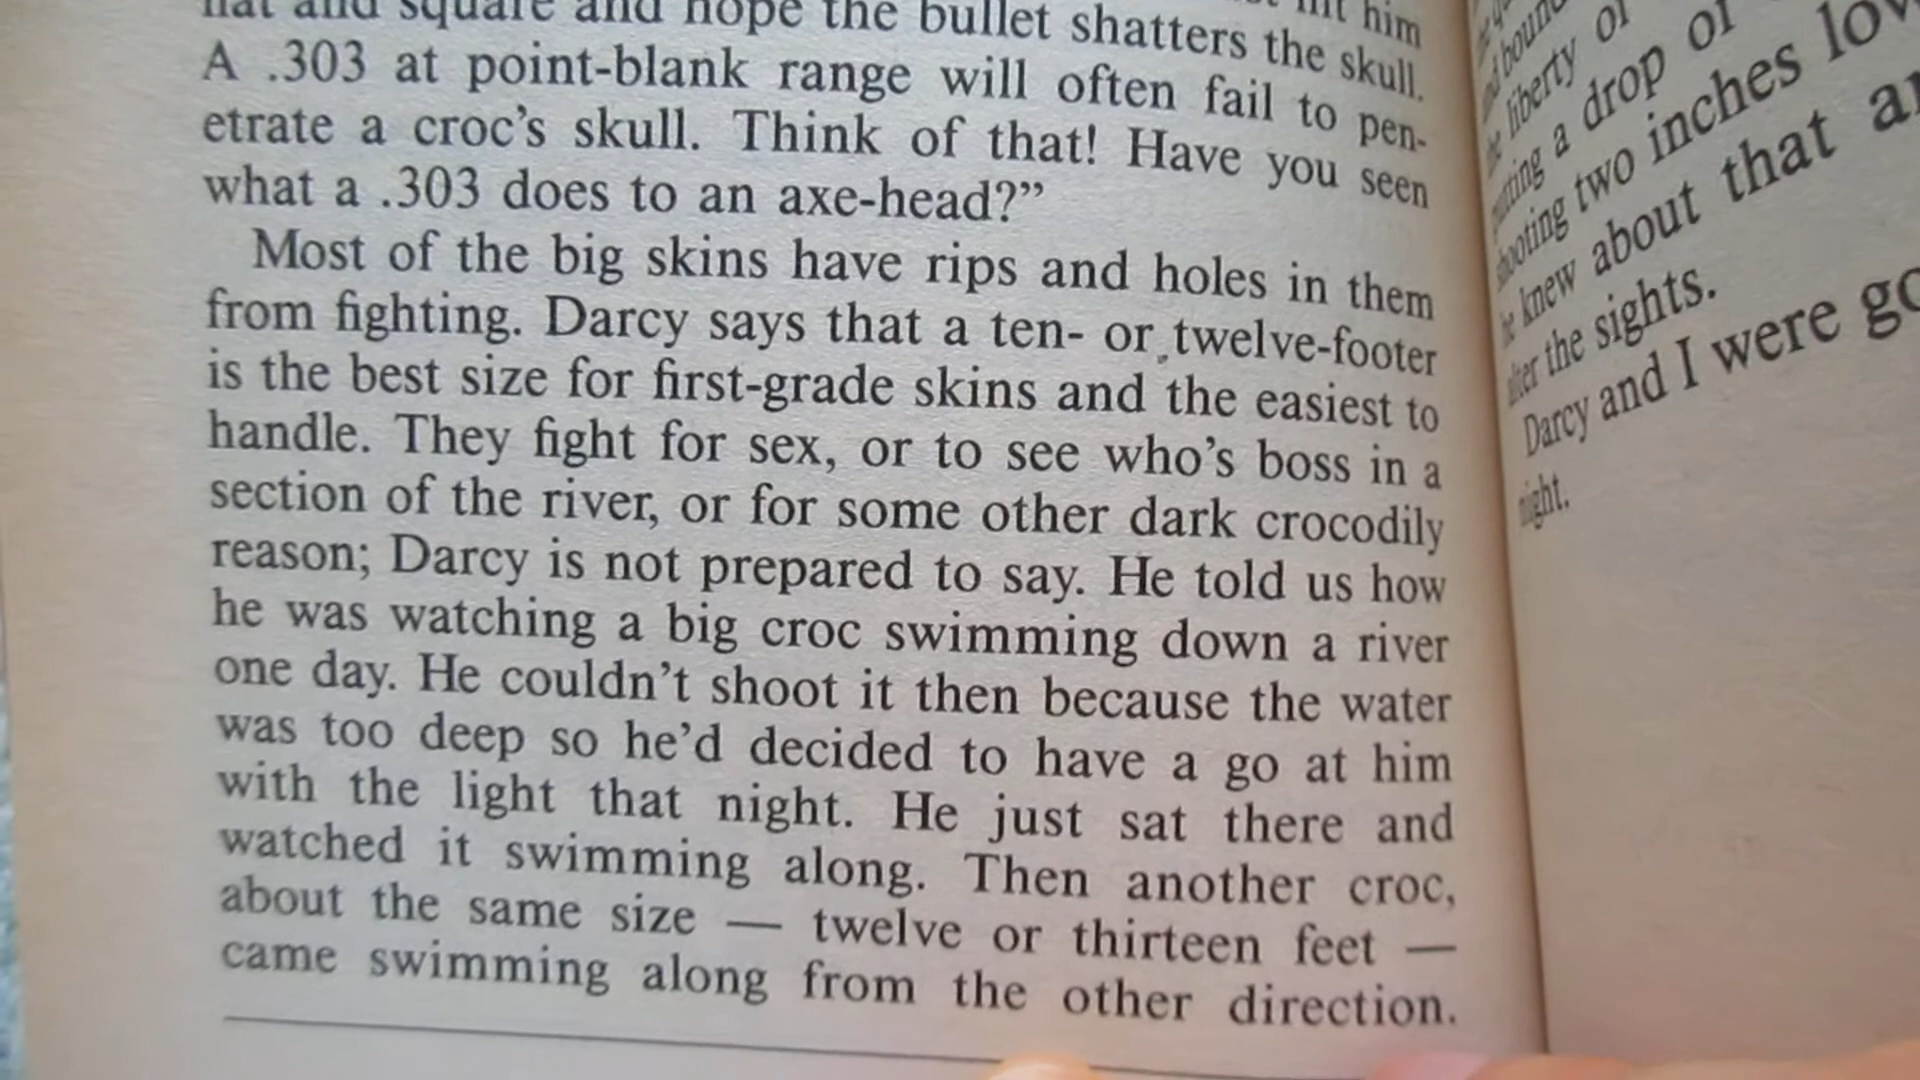 flat and square and hope the bullet shatters the skull.
A .303 at point-blank range will often fail to pen-
etrate a croc's skull. Think of that! Have you seen
what a .303 does to an axe-head?”
Most of the big skins have rips and holes in them
from fighting. Darcy says that a ten- or twelve-footer
is the best size for first-grade skins and the easiest to
handle. They fight for sex, or to see who's boss in a
section of the river, or for some other dark crocodily
reason; Darcy is not prepared to say. He told us how
he was watching a big croc swimming down a river
one day. He couldn't shoot it then because the water
was too deep so he'd decided to have a go at him
with the light that night. He just sat there and
watched it swimming along. Then another croc,
about the same size — twelve or thirteen feet —
came swimming along from the other direction.
liberty of
a drop of
two inches
knew about that
the sights.
Darcy and I were
night.